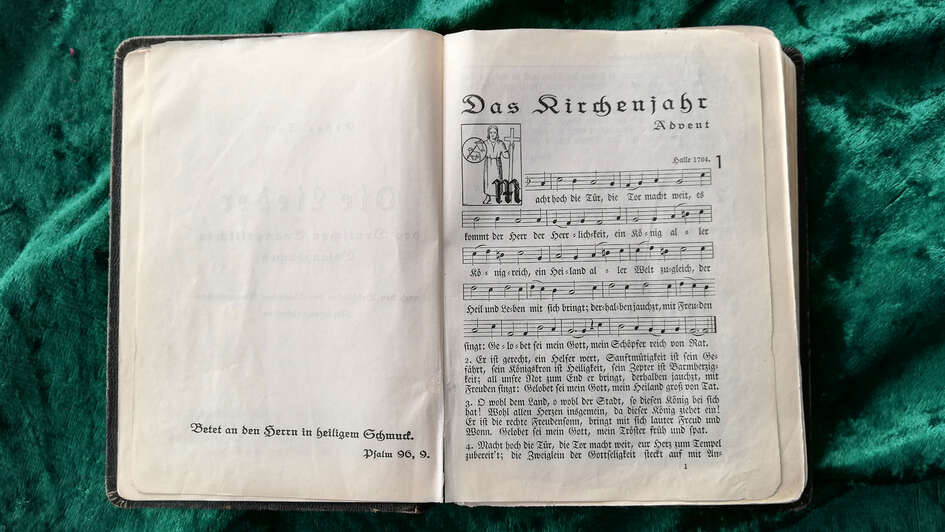 Betet an den Herrn in heiligem Schmuck.
Psalm 96, 9.
Das Kirchenjahr
Advent
Halle 1704. 1
Macht hoch die Tür, die Tor macht weit, es
kommt der Herr der Herr = lich=keit, ein Kö = nig al = ler
Kö = nig=reich, ein Hei=land al = ler Welt zu=gleich, der
Heil und Le=ben mit sich bringt; der=hal=ben jauchzt, mit Freu=den
singt: Ge = lo = bet sei mein Gott, mein Schöpfer reich von Rat.
2. Er ist gerecht, ein Helfer wert, Sanftmütigkeit ist sein Ge=
fährt, sein Königskron ist Heiligkeit, sein Zepter ist Barmherzig=
keit; all unsre Not zum End er bringt, derhalben jauchzt, mit
Freuden singt: Gelobet sei mein Gott, mein Heiland groß von Tat.
3. O wohl dem Land, o wohl der Stadt, so diesen König bei sich
hat! Wohl allen Herzen insgemein, da dieser König ziehet ein!
Er ist die rechte Freudensonn, bringt mit sich lauter Freud und
Wonn. Gelobet sei mein Gott, mein Tröster früh und spat.
4. Macht hoch die Tür, die Tor macht weit, eur Herz zum Tempel
zubereit't; die Zweiglein der Gottseligkeit steckt auf mit An=
1